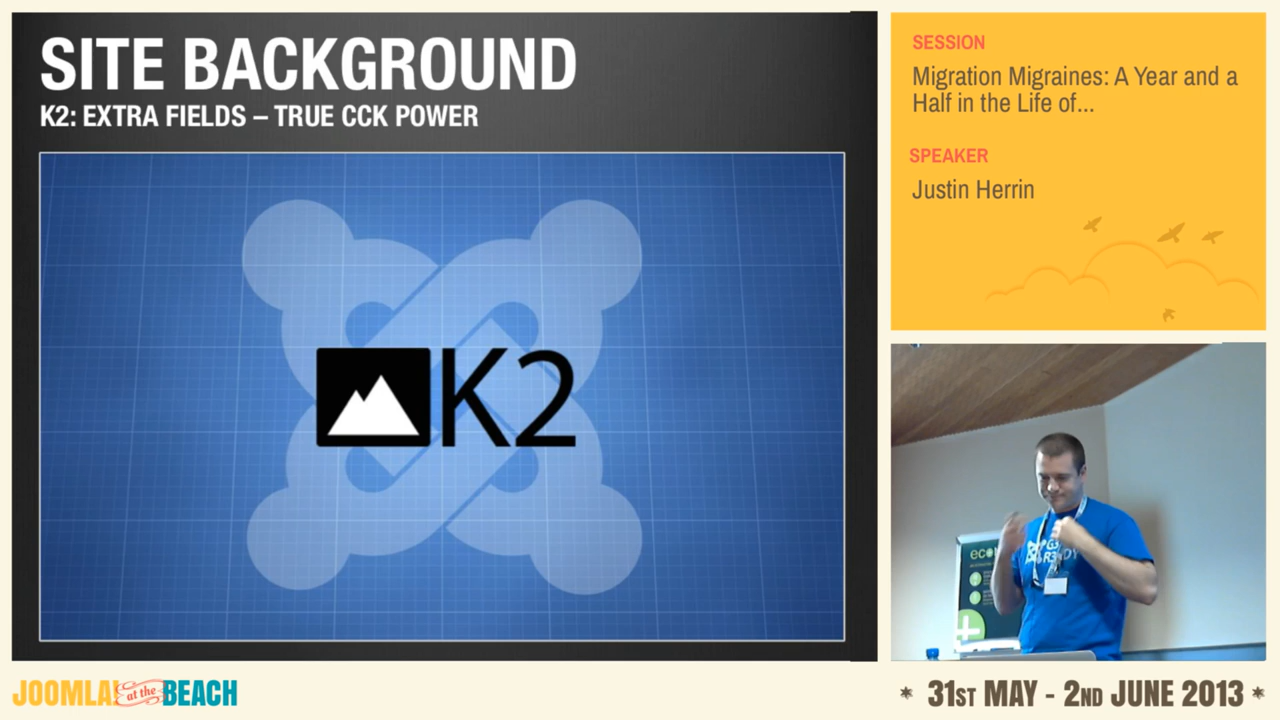 SITE BACKGROUND
K2: EXTRA FIELDS – TRUE CCK POWER
K2
SESSION
Migration Migraines: A Year and a
Half in the Life of...
SPEAKER
Justin Herrin
JOOMLA! at the BEACH
* 31ST MAY - 2ND JUNE 2013 *